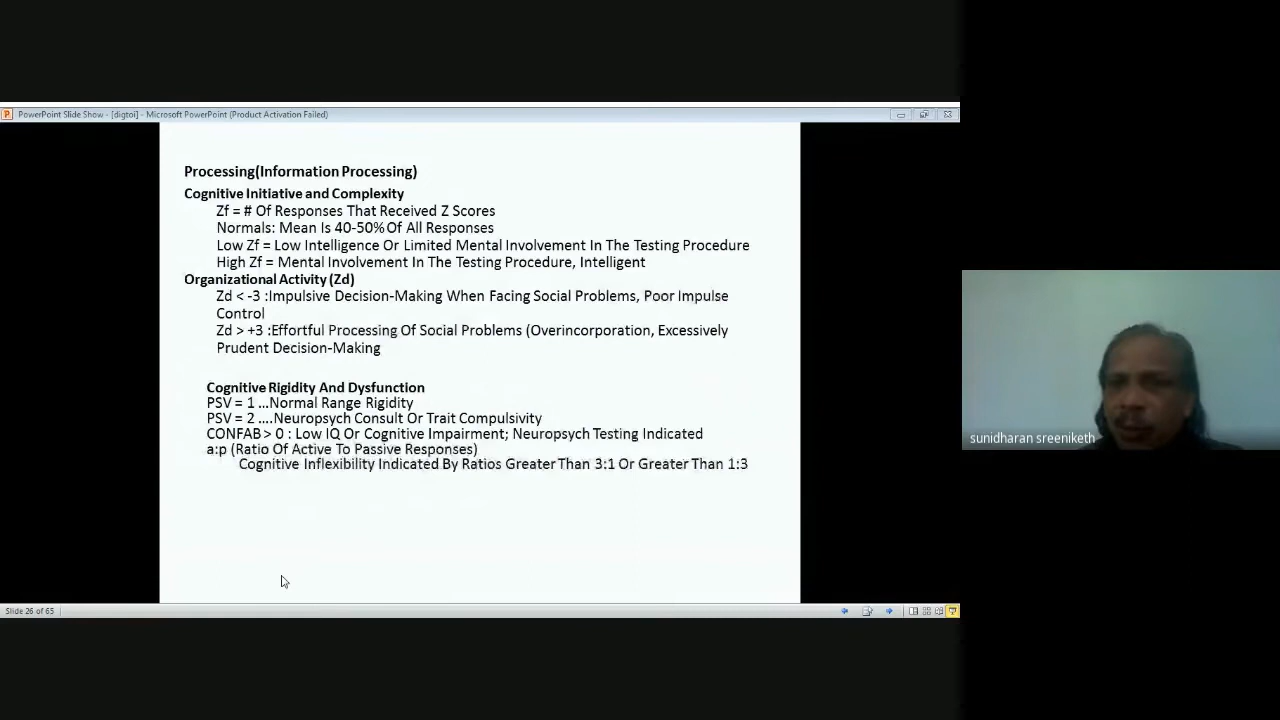 PowerPoint Slide Show - [digtoi] - Microsoft PowerPoint (Product Activation Failed)
Processing(Information Processing)
Cognitive Initiative and Complexity
Zf = # Of Responses That Received Z Scores
Normals: Mean Is 40-50% Of All Responses
Low Zf = Low Intelligence Or Limited Mental Involvement In The Testing Procedure
High Zf = Mental Involvement In The Testing Procedure, Intelligent
Organizational Activity (Zd)
Zd < -3 :Impulsive Decision-Making When Facing Social Problems, Poor Impulse
Control
Zd > +3 :Effortful Processing Of Social Problems (Overincorporation, Excessively
Prudent Decision-Making
Cognitive Rigidity And Dysfunction
PSV = 1 ...Normal Range Rigidity
PSV = 2 ....Neuropsych Consult Or Trait Compulsivity
CONFAB > 0 : Low IQ Or Cognitive Impairment; Neuropsych Testing Indicated
a:p (Ratio Of Active To Passive Responses)
Cognitive Inflexibility Indicated By Ratios Greater Than 3:1 Or Greater Than 1:3
sunidharan sreeniketh
Slide 26 of 65